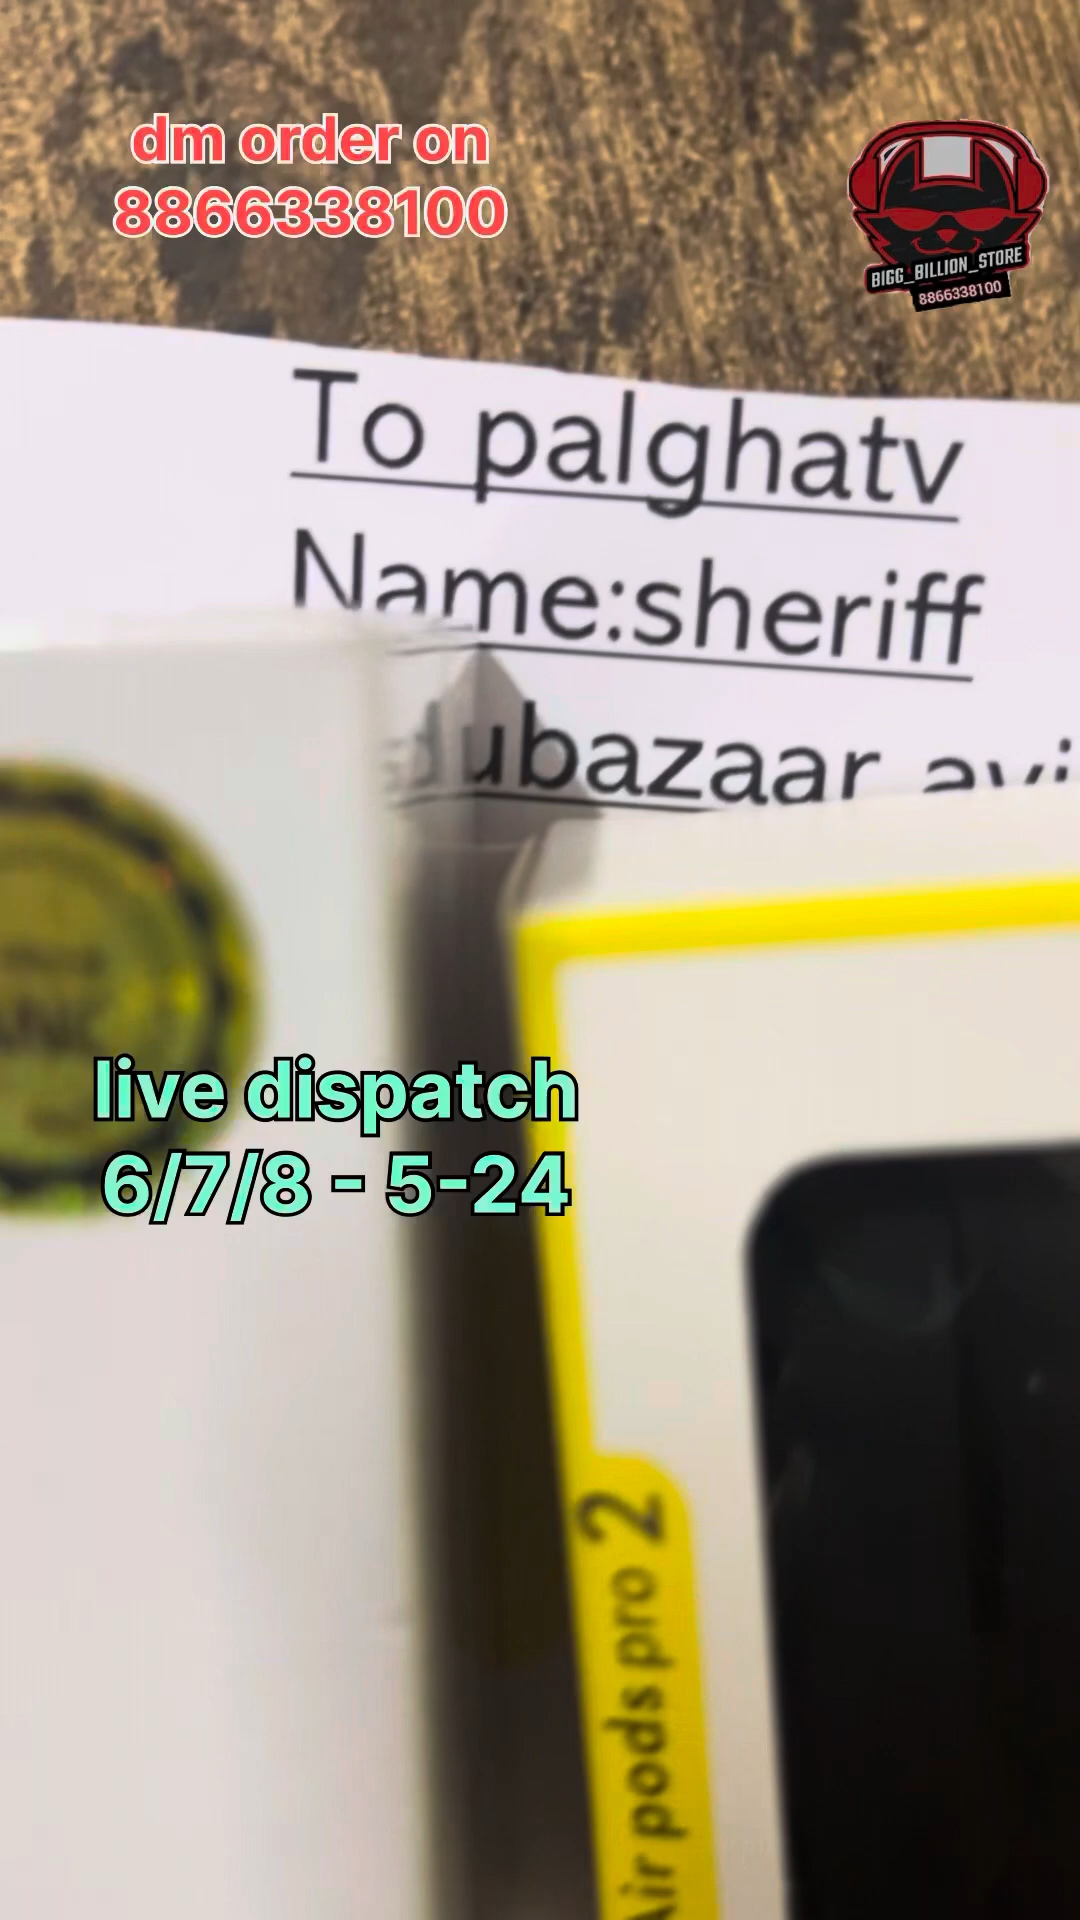 dm order on
8866338100
BIGG_BILLION_STORE
8866338100
To palghatv
Name:sheriff
live dispatch
6/7/8 - 5-24
Air pods pro 2